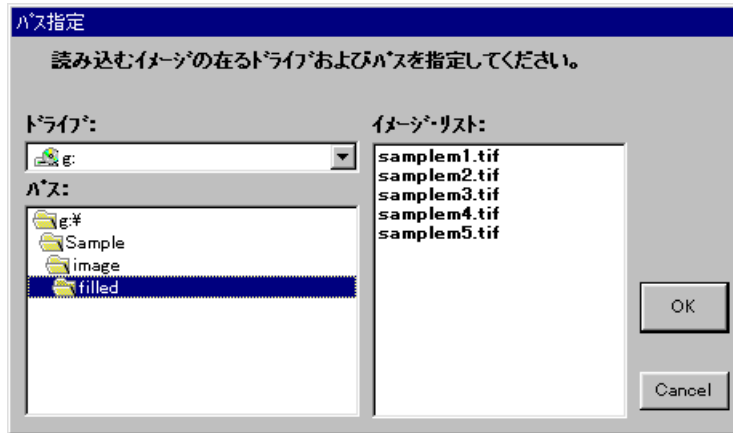 パス指定
読み込むイメージの在るドライブおよびパスを指定してください。
ドライブ:
g:
パス:
g:¥
Sample
image
filled
イメージ・リスト:
samplem1.tif
samplem2.tif
samplem3.tif
samplem4.tif
samplem5.tif
OK
Cancel